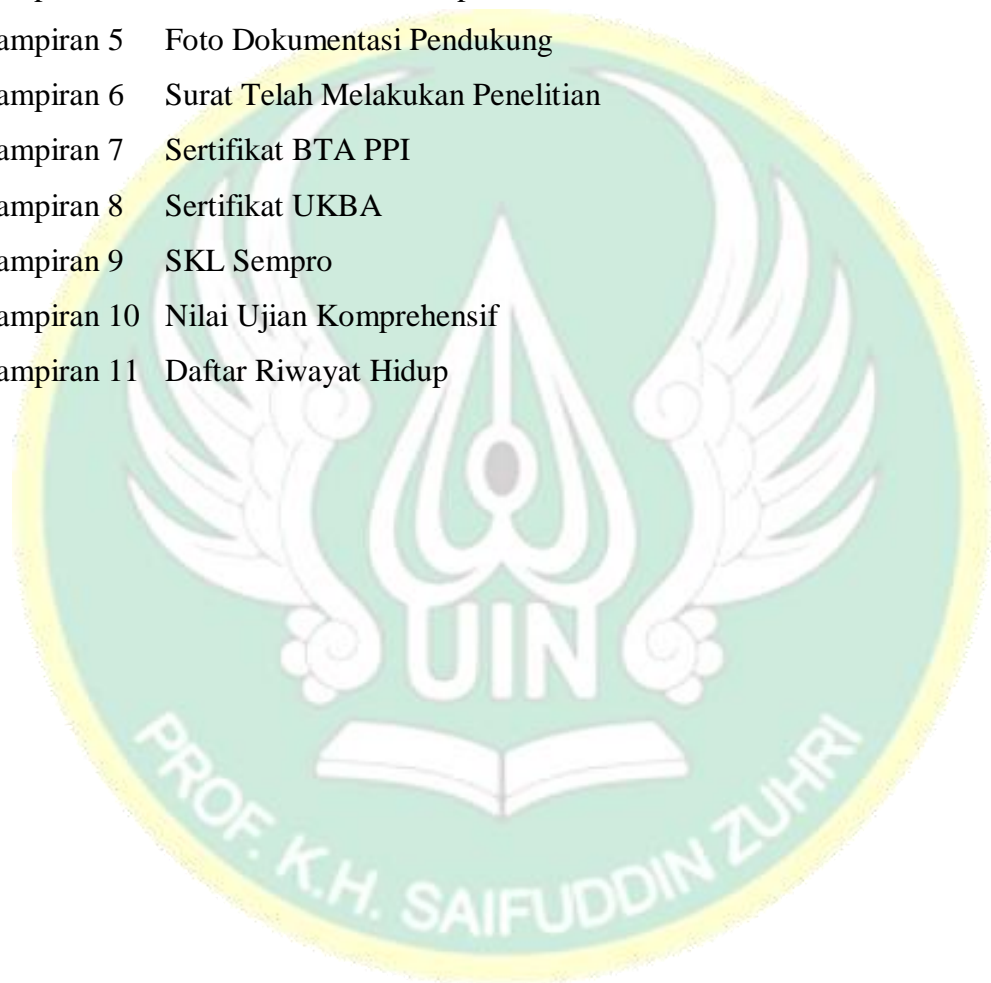 ampiran 5 Foto Dokumentasi Pendukung
ampiran 6 Surat Telah Melakukan Penelitian
ampiran 7 Sertifikat BTA PPI
ampiran 8 Sertifikat UKBA
ampiran 9 SKL Sempro
ampiran 10 Nilai Ujian Komprehensif
ampiran 11 Daftar Riwayat Hidup
UIN
PROF. K.H. SAIFUDDIN ZUHRI